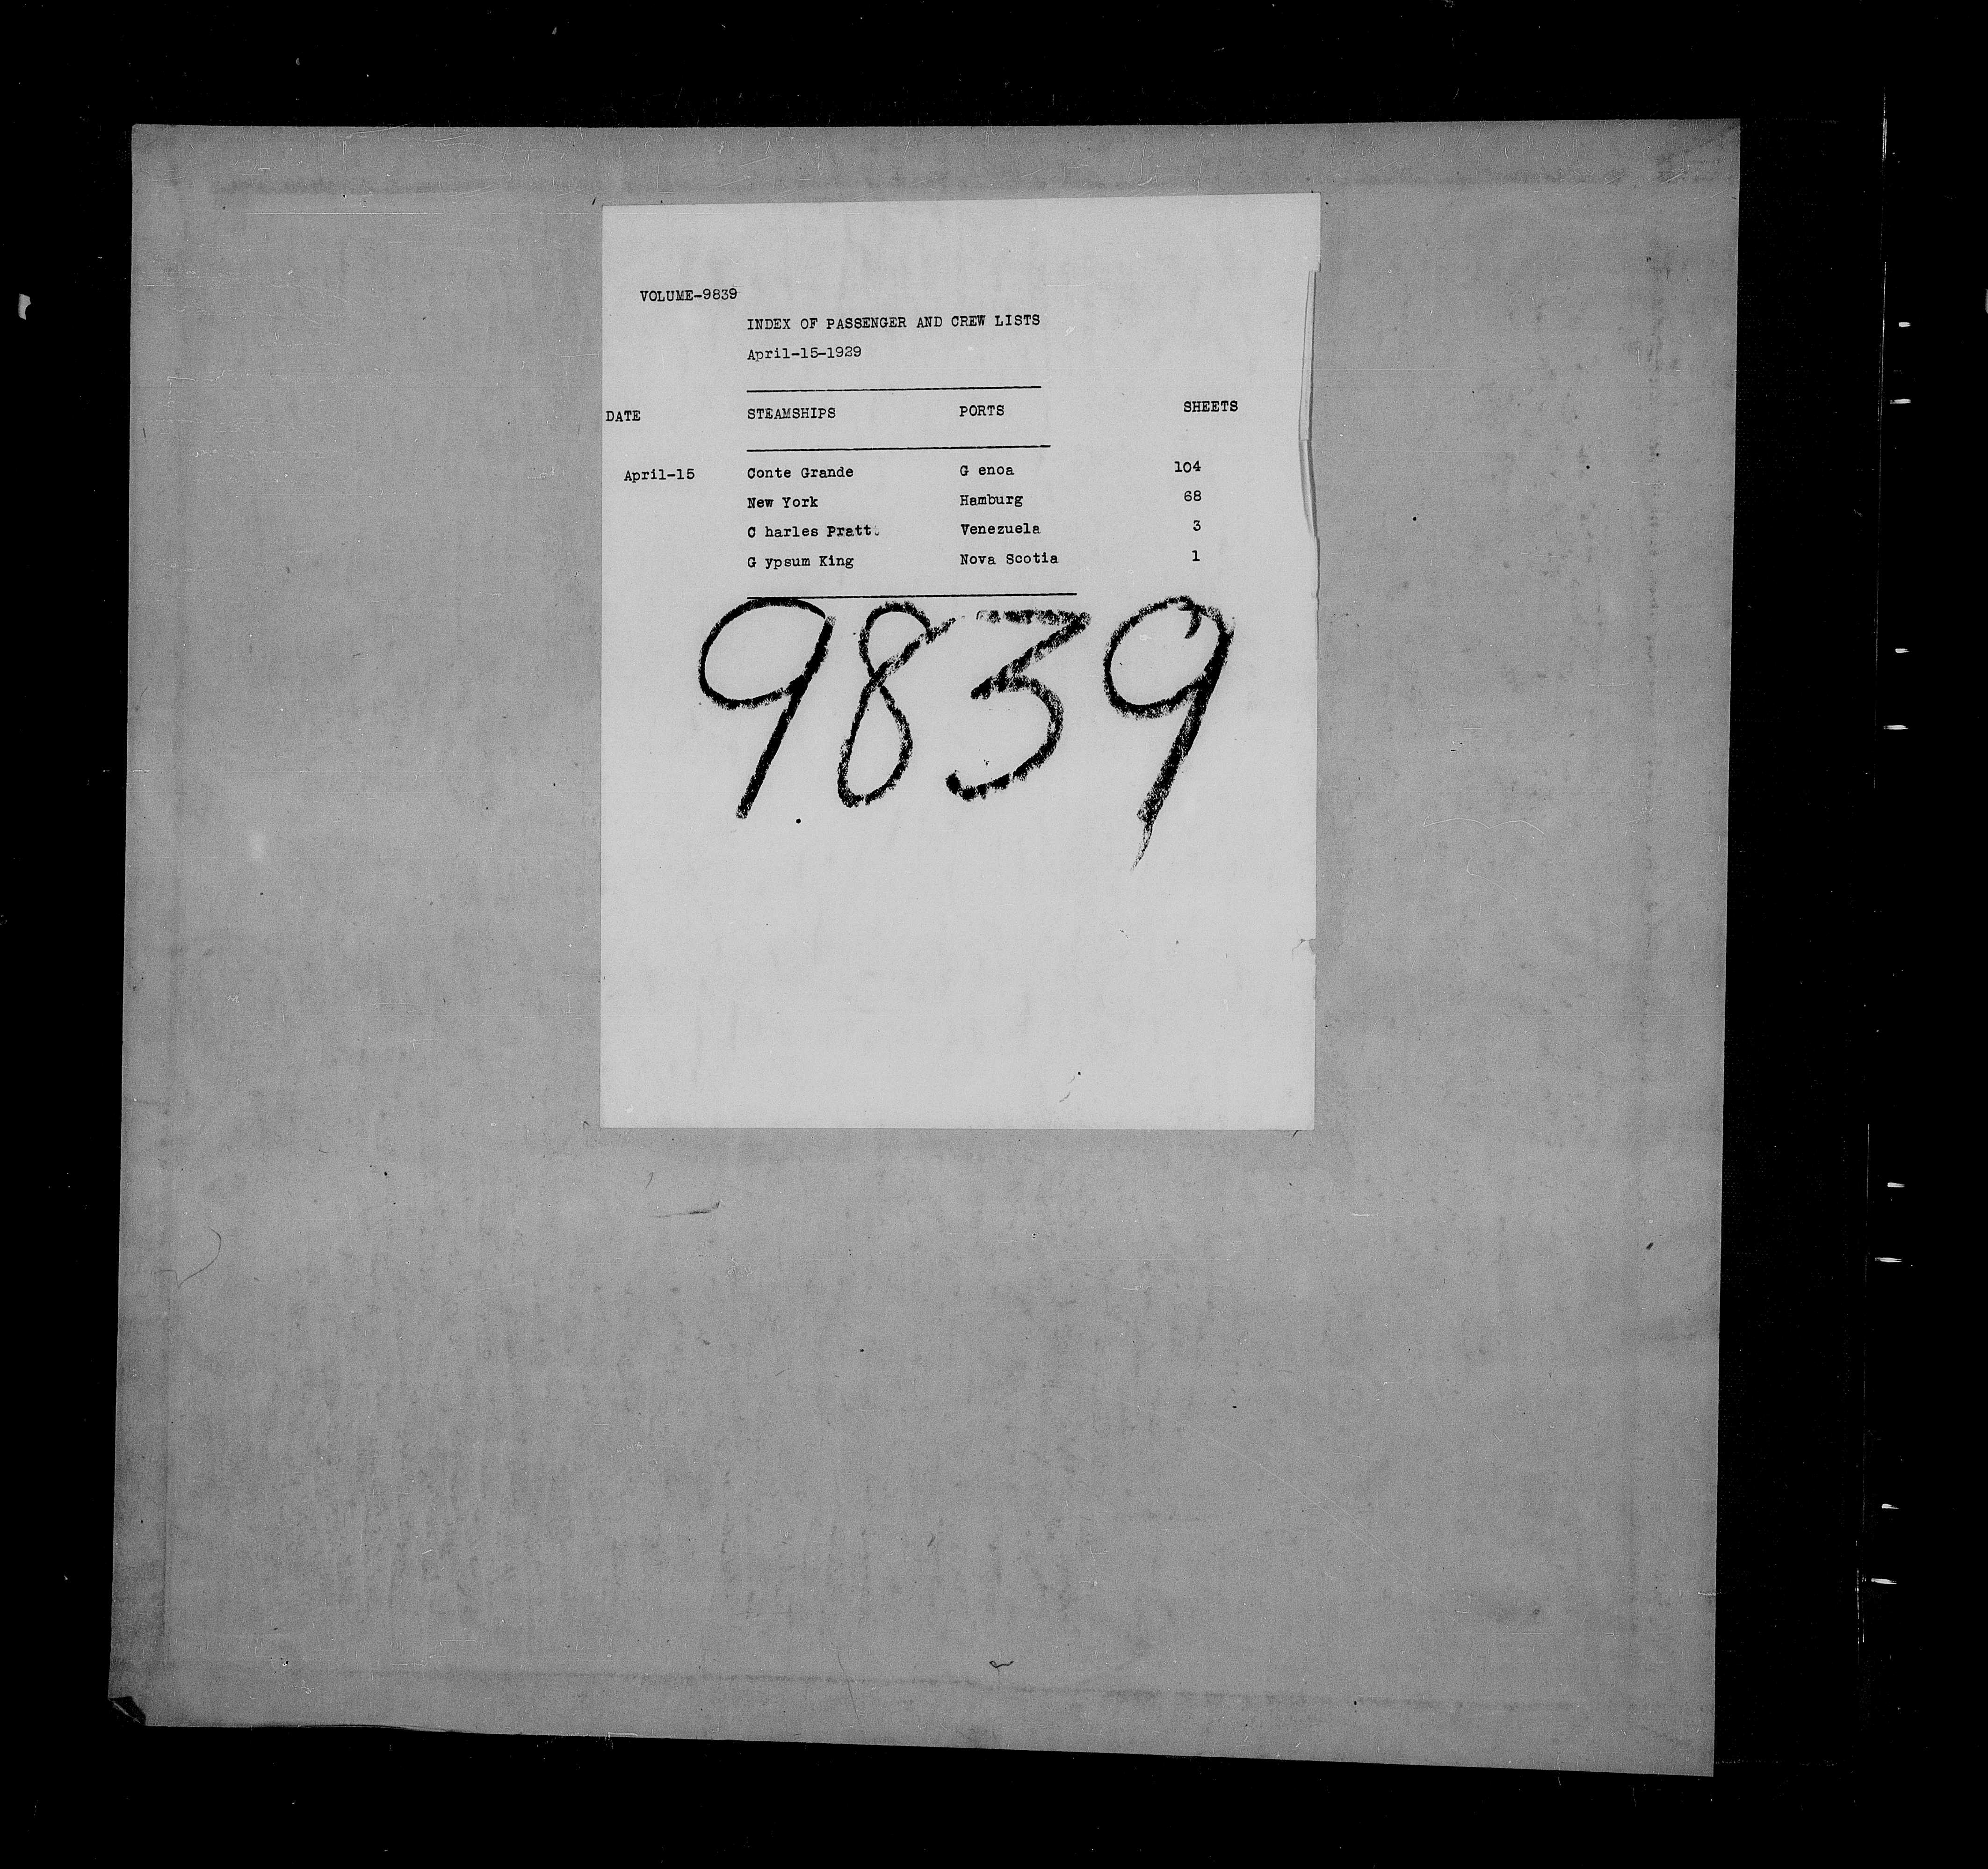 VOLUME-9839
INDEX OF PASSENGER AND CREW LISTS
April-15-1929
DATE STEAMSHIPS PORTS SHEETS
April-15 Conte Grande G enoa 104
New York Hamburg 68
C harles Pratt Venezuela 3
G ypsum King Nova Scotia 1
9839